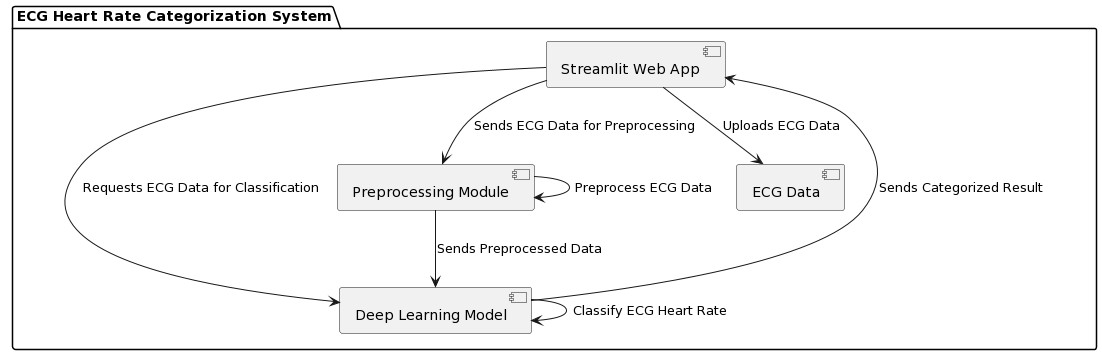 ECG Heart Rate Categorization System
Streamlit Web App
Sends ECG Data for Preprocessing
Uploads ECG Data
Requests ECG Data for Classification
Preprocessing Module
Preprocess ECG Data
ECG Data
Sends Categorized Result
Sends Preprocessed Data
Deep Learning Model
Classify ECG Heart Rate